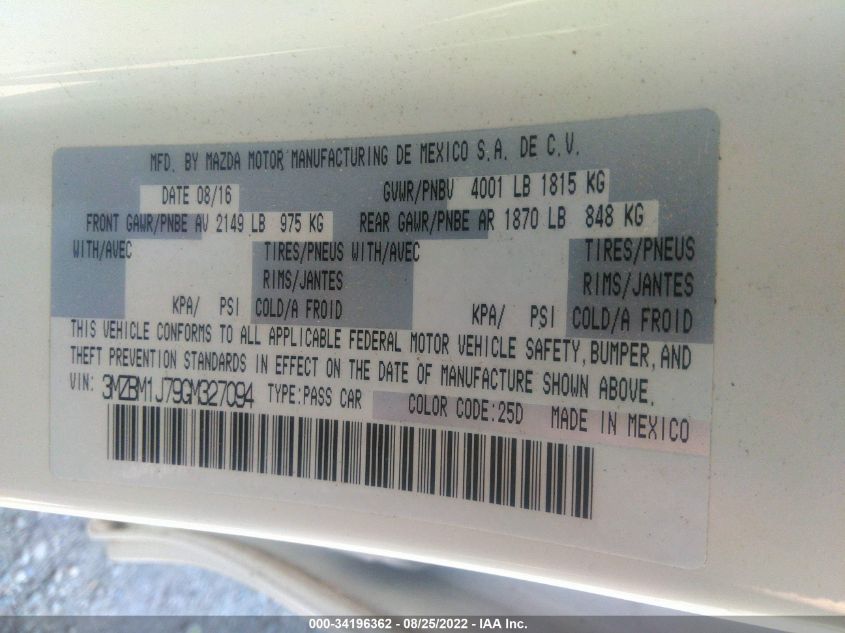 MFD. BY MAZDA MOTOR MANUFACTURING DE MEXICO S.A. DE C.V.
DATE 08/16 GVWR/PNBV 4001 LB 1815 KG
FRONT GAWR/PNBE AV 2149 LB 975 KG REAR GAWR/PNBE AR 1870 LB 848 KG
WITH/AVEC TIRES/PNEUS WITH/AVEC TIRES/PNEUS
RIMS/JANTES RIMS/JANTES
KPA/ PSI COLD/A FROID KPA/ PSI COLD/A FROID
THIS VEHICLE CONFORMS TO ALL APPLICABLE FEDERAL MOTOR VEHICLE SAFETY, BUMPER, AND
THEFT PREVENTION STANDARDS IN EFFECT ON THE DATE OF MANUFACTURE SHOWN ABOVE.
VIN: 3MZBM1J79GM327094 TYPE:PASS CAR COLOR CODE:25D MADE IN MEXICO
000-34196362 - 08/25/2022 - IAA Inc.